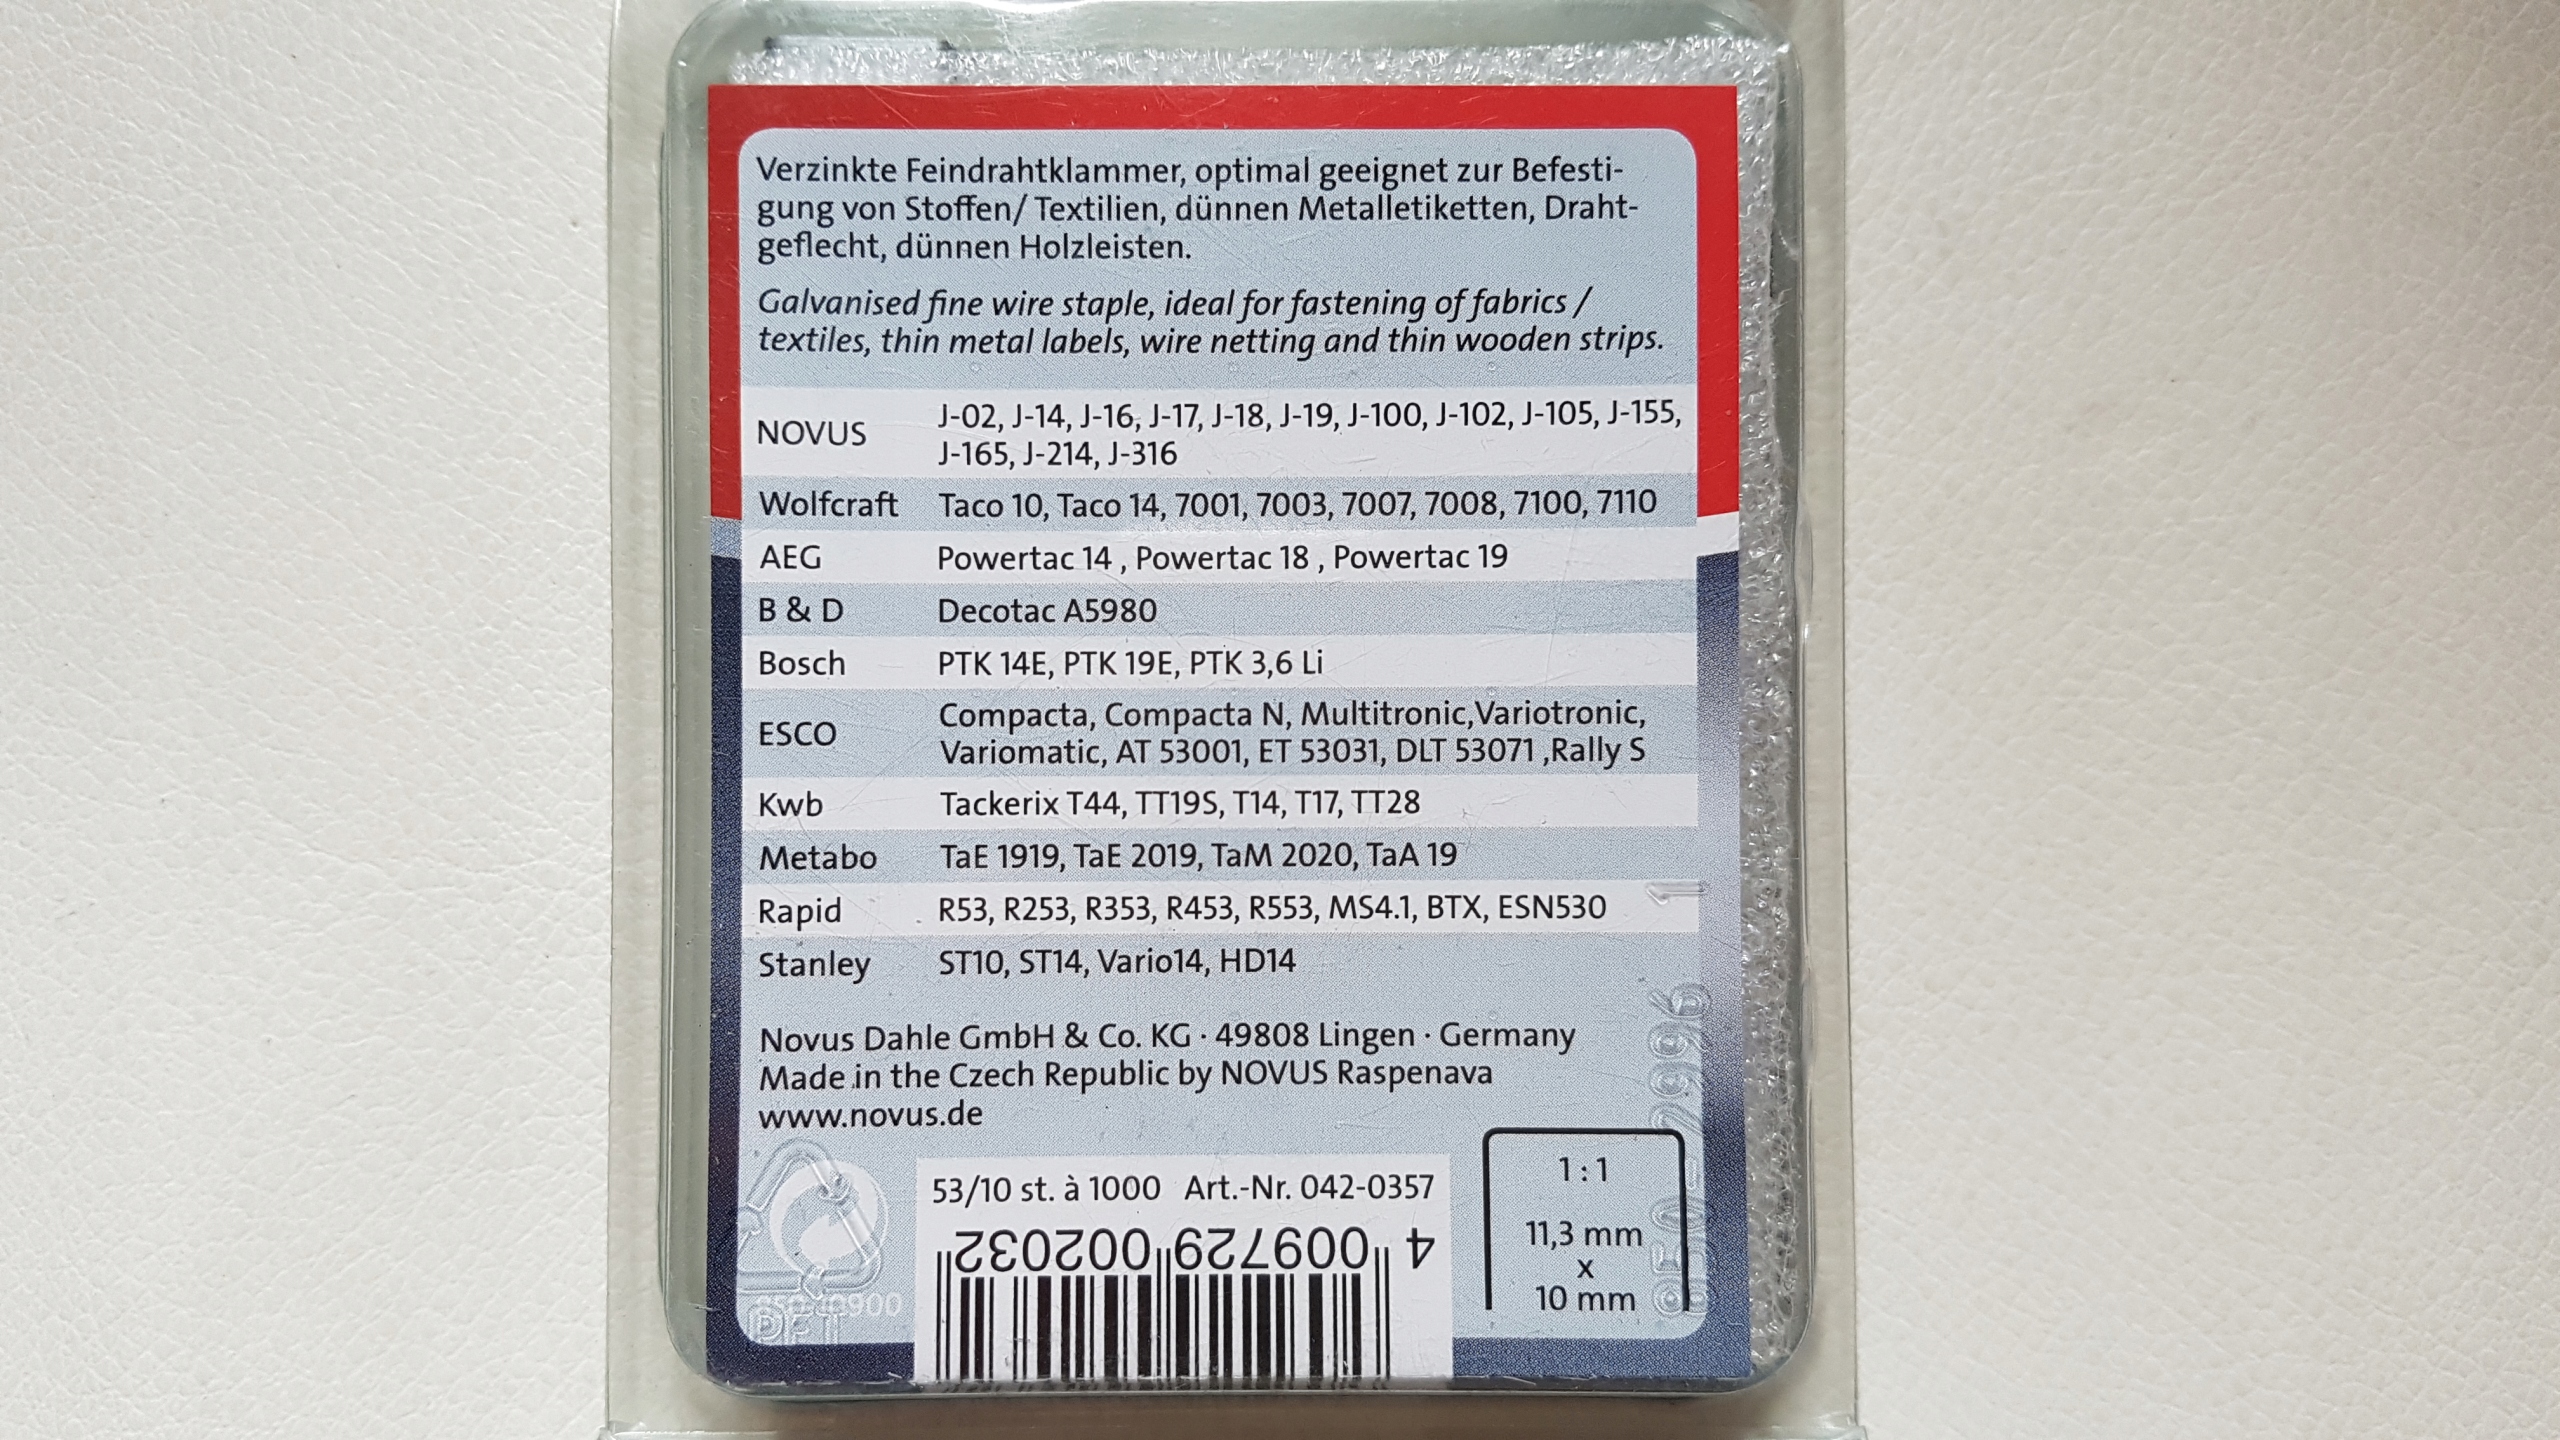 Verzinkte Feindrahtklammer, optimal geeignet zur Befesti-
gung von Stoffen/ Textilien, dünnen Metalletiketten, Draht-
geflecht, dünnen Holzleisten.
Galvanised fine wire staple, ideal for fastening of fabrics /
textiles, thin metal labels, wire netting and thin wooden strips.
NOVUS J-02, J-14, J-16, J-17, J-18, J-19, J-100, J-102, J-105, J-155,
J-165, J-214, J-316
Wolfcraft Taco 10, Taco 14, 7001, 7003, 7007, 7008, 7100, 7110
AEG Powertac 14 , Powertac 18 , Powertac 19
B & D Decotac A5980
Bosch PTK 14E, PTK 19E, PTK 3,6 Li
ESCO Compacta, Compacta N, Multitronic,Variotronic,
Variomatic, AT 53001, ET 53031, DLT 53071 ,Rally S
Kwb Tackerix T44, TT19S, T14, T17, TT28
Metabo TaE 1919, TaE 2019, TaM 2020, TaA 19
Rapid R53, R253, R353, R453, R553, MS4.1, BTX, ESN530
Stanley ST10, ST14, Vario14, HD14
Novus Dahle GmbH & Co. KG · 49808 Lingen · Germany
Made in the Czech Republic by NOVUS Raspenava
www.novus.de
53/10 st. à 1000 Art.-Nr. 042-0357
4 009729 002032
1 : 1
11,3 mm
x
10 mm
PET